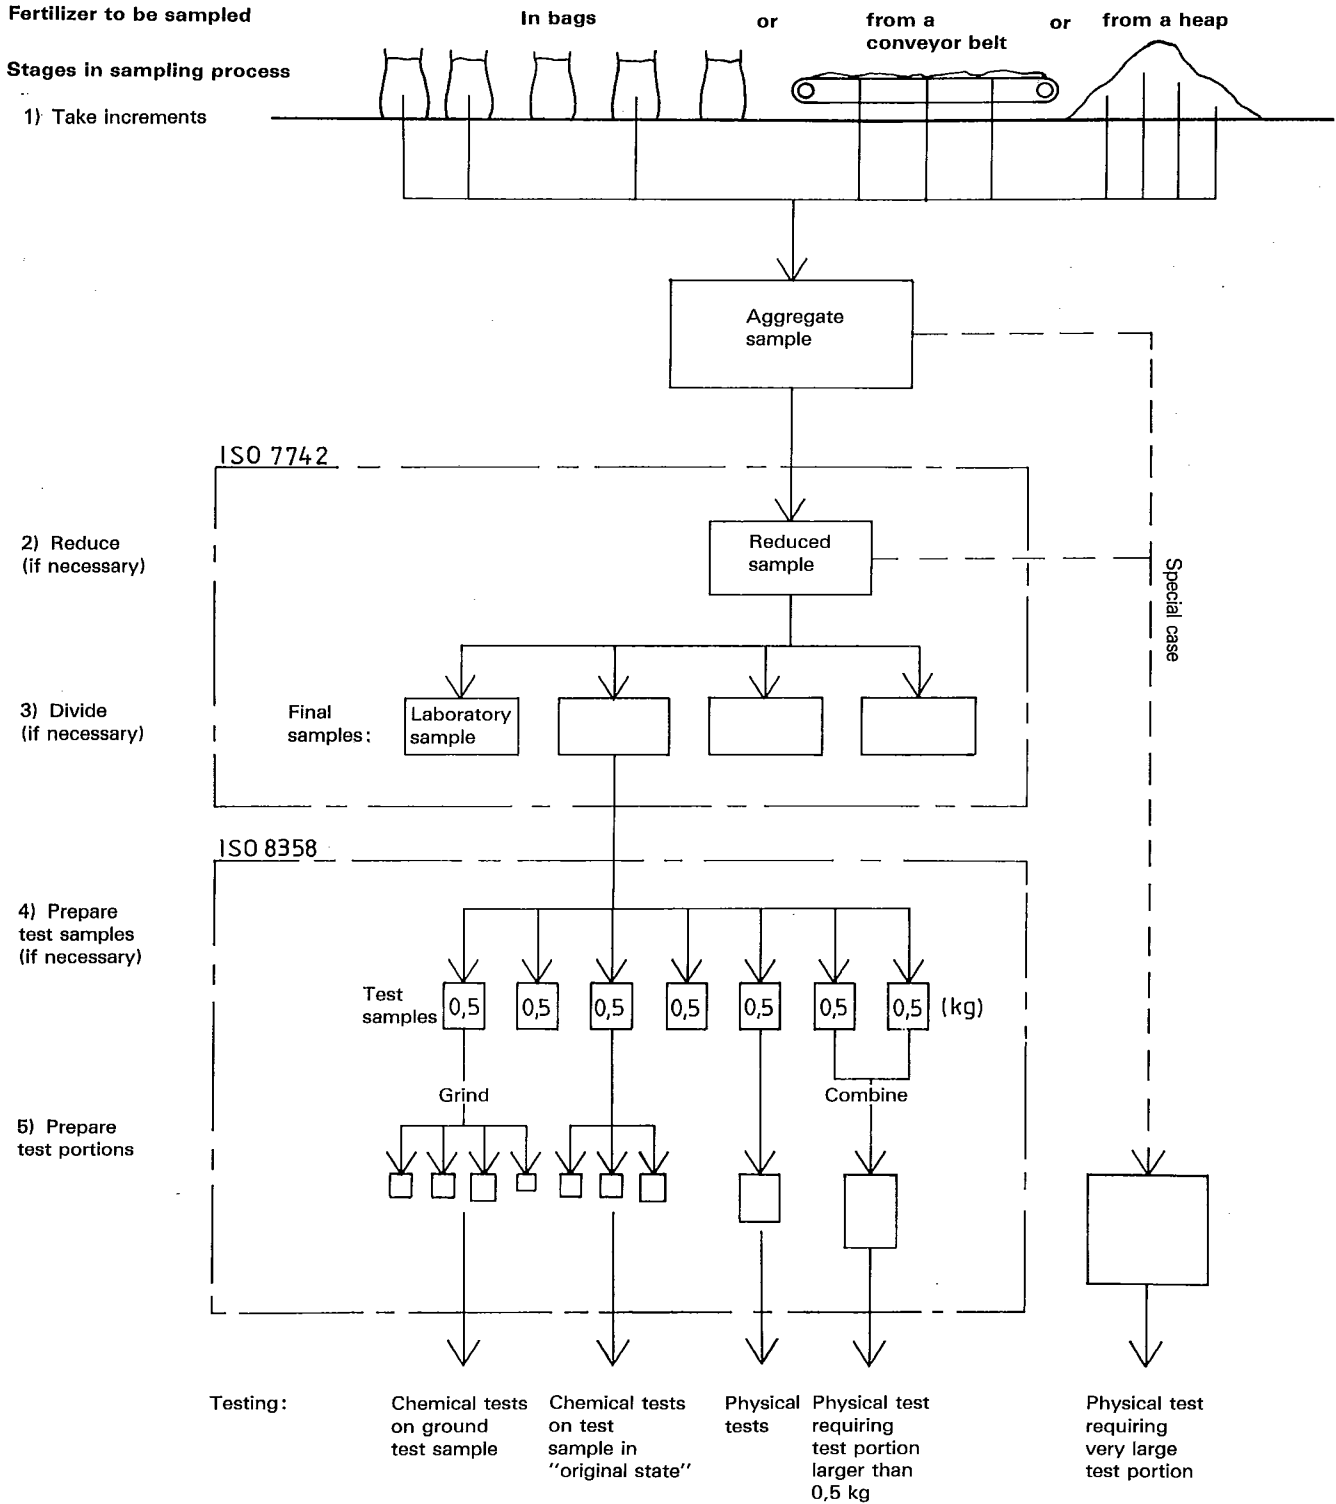 Fertilizer to be sampled
In bags
or
from a
conveyor belt
or
from a heap
Stages in sampling process
1) Take increments
Aggregate
sample
ISO 7742
2) Reduce
(if necessary)
Reduced
sample
Special case
3) Divide
(if necessary)
Final
samples:
Laboratory
sample
ISO 8358
4) Prepare
test samples
(if necessary)
Test
samples
0,5
0,5
0,5
0,5
0,5
0,5
0,5
(kg)
Grind
Combine
5) Prepare
test portions
Testing:
Chemical tests
on ground
test sample
Chemical tests
on test
sample in
"original state"
Physical
tests
Physical test
requiring
test portion
larger than
0,5 kg
Physical test
requiring
very large
test portion